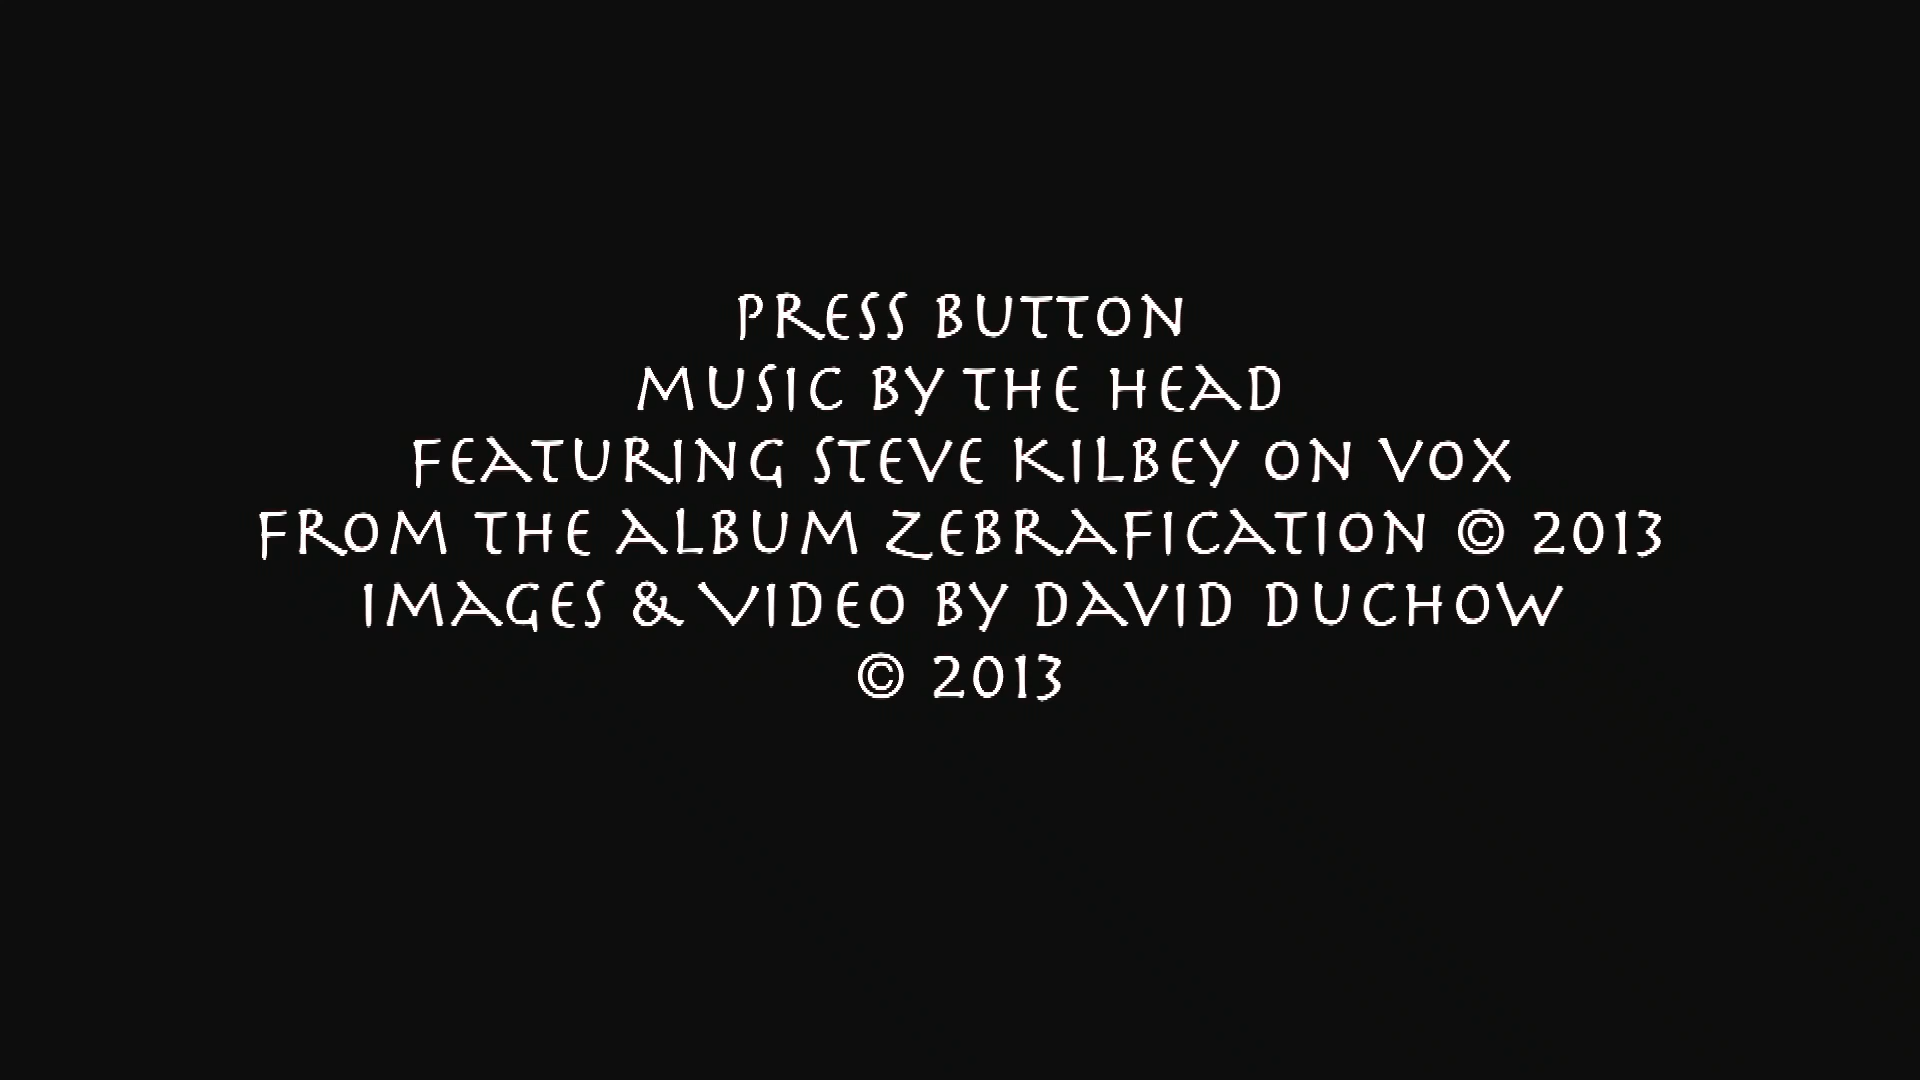 PRESS BUTTON
MUSIC BY THE HEAD
FEATURING STEVE KILBEY ON VOX
FROM THE ALBUM ZEBRAFICATION © 2013
IMAGES & VIDEO BY DAVID DUCHOW
© 2013